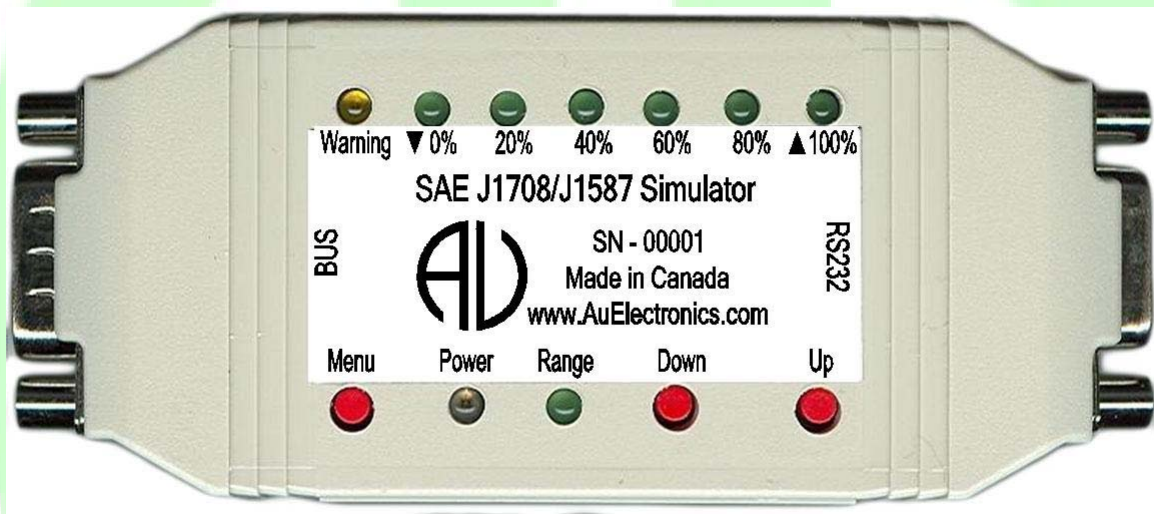 Warning ▼ 0% 20% 40% 60% 80% ▲ 100%
SAE J1708/J1587 Simulator
BUS
AU
SN - 00001
Made in Canada
www.AuElectronics.com
RS232
Menu Power Range Down Up